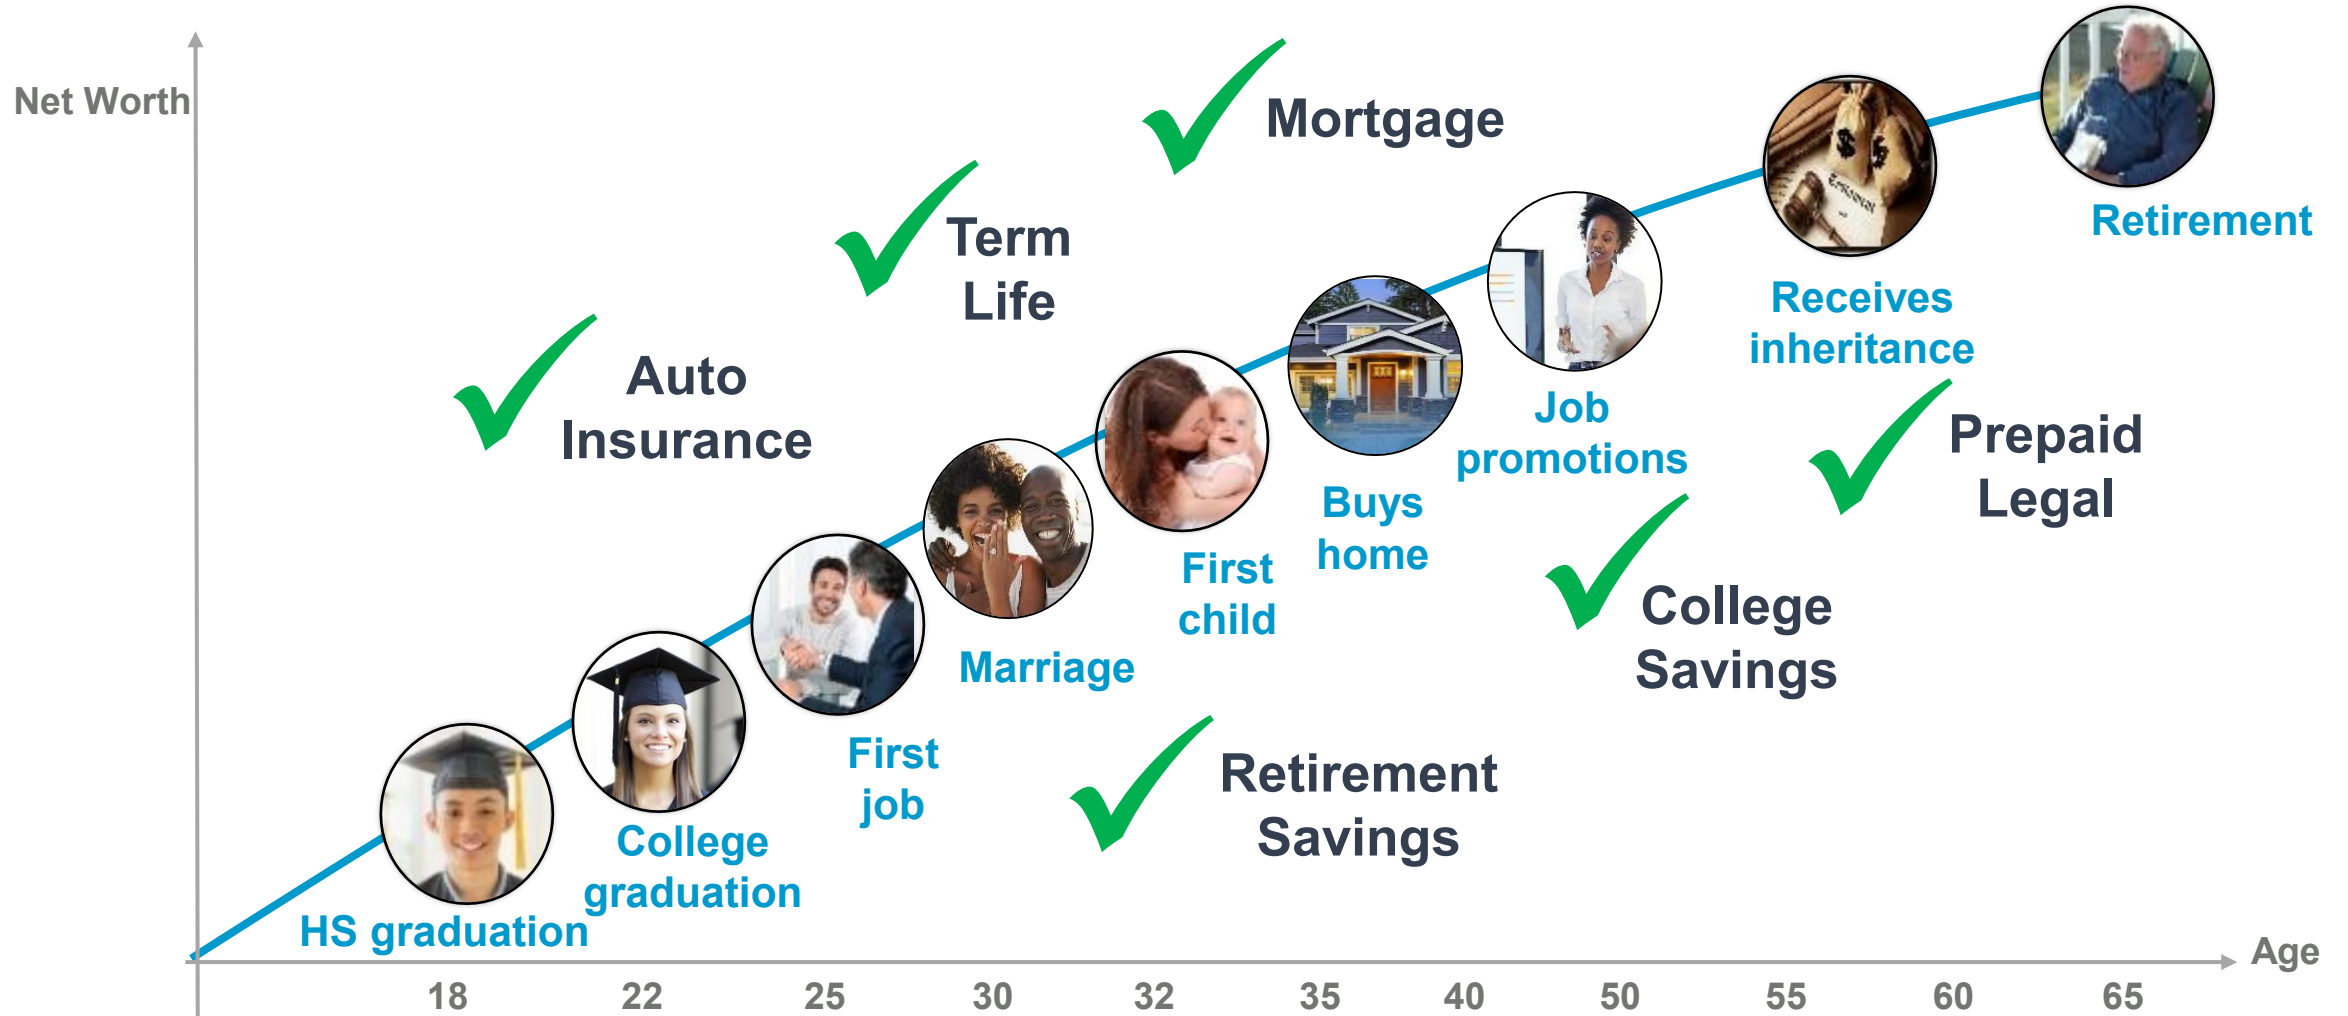 Net Worth
Mortgage
Term
Life
Auto
Insurance
Retirement
Receives
inheritance
Job
promotions
Prepaid
Legal
Buys
home
First
child
College
Savings
Marriage
First
job
Retirement
Savings
College
graduation
HS graduation
Age
18 22 25 30 32 35 40 50 55 60 65